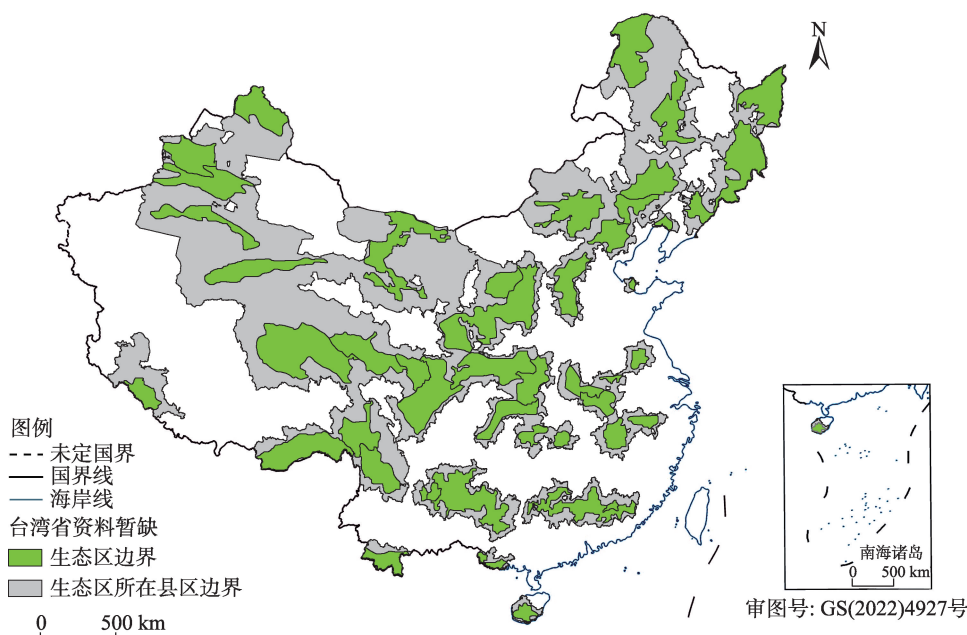 N
图例
未定国界
国界线
海岸线
台湾省资料暂缺
生态区边界
生态区所在县区边界
0 500 km
南海诸岛
0 500 km
审图号: GS(2022)4927号